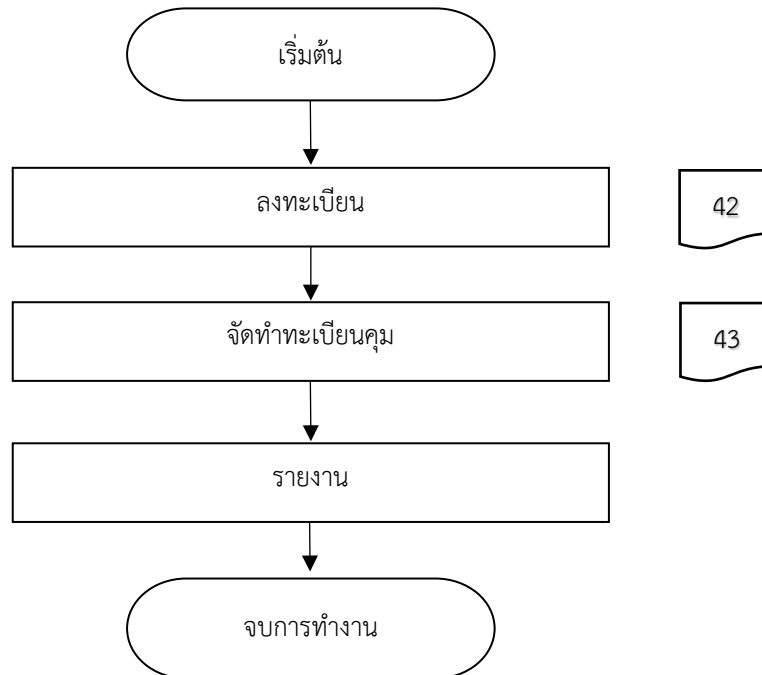 เริ่มต้น
ลงทะเบียน
42
จัดทำทะเบียนคุม
43
รายงาน
จบการทำงาน